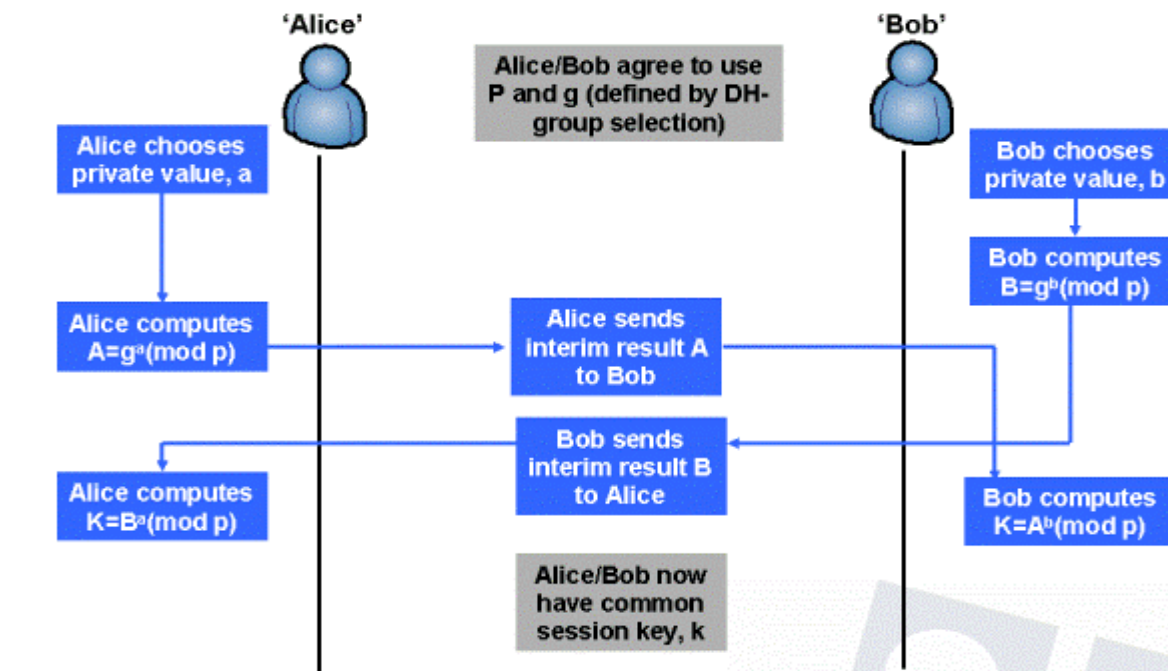 ‘Alice’
‘Bob’
Alice/Bob agree to use
P and g (defined by DH-
group selection)
Alice chooses
private value, a
Bob chooses
private value, b
Bob computes
B=gᵇ(mod p)
Alice computes
A=gᵃ(mod p)
Alice sends
interim result A
to Bob
Bob sends
interim result B
to Alice
Alice computes
K=Bᵃ(mod p)
Bob computes
K=Aᵇ(mod p)
Alice/Bob now
have common
session key, k